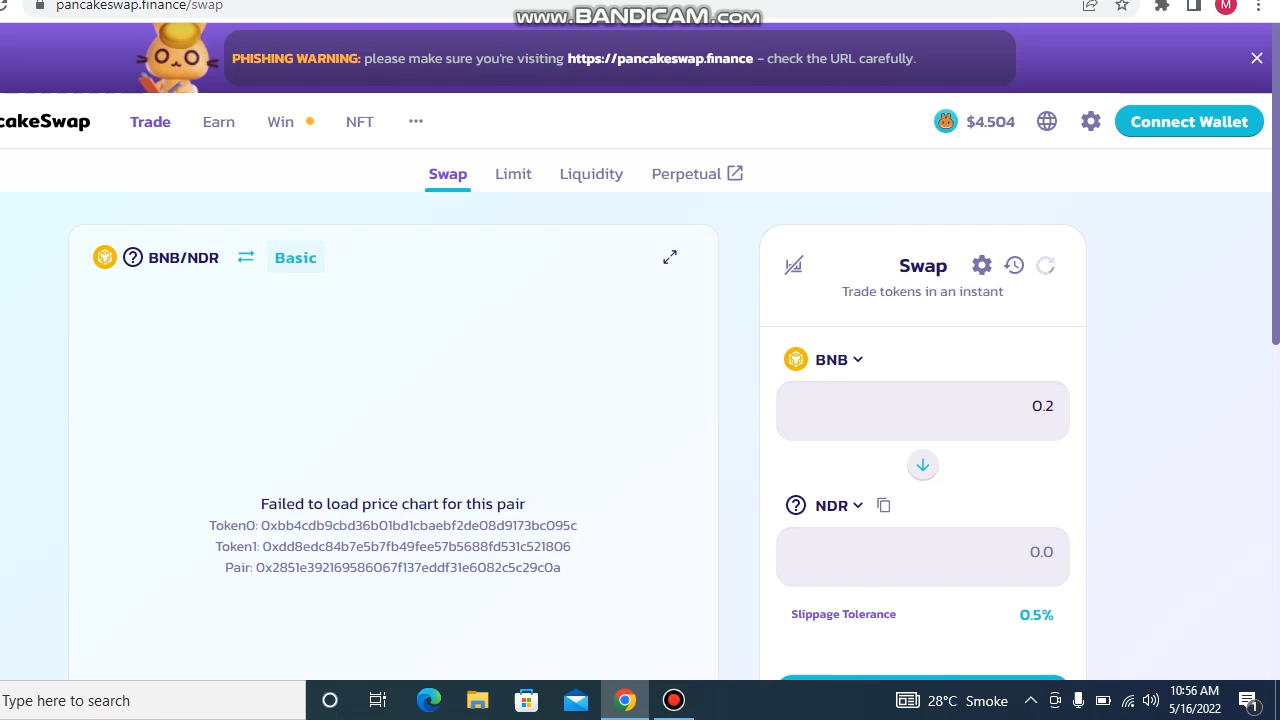 pancakeswap.finance/swap
www.BANDICAM.com
M
PHISHING WARNING: please make sure you're visiting https://pancakeswap.finance - check the URL carefully.
cakeSwap
Trade
Earn
Win
NFT
$4.504
Connect Wallet
Swap
Limit
Liquidity
Perpetual
BNB/NDR
Basic
Failed to load price chart for this pair
Token0: 0xbb4cdb9cbd36b01bd1cbaebf2de08d9173bc095c
Token1: 0xdd8edc84b7e5b7fb49fee57b5688fd531c521806
Pair: 0x2851e392169586067f137eddf31e6082c5c29c0a
Swap
Trade tokens in an instant
BNB
0.2
NDR
0.0
Slippage Tolerance
0.5%
Type here to search
28°C Smoke
10:56 AM
5/16/2022
1